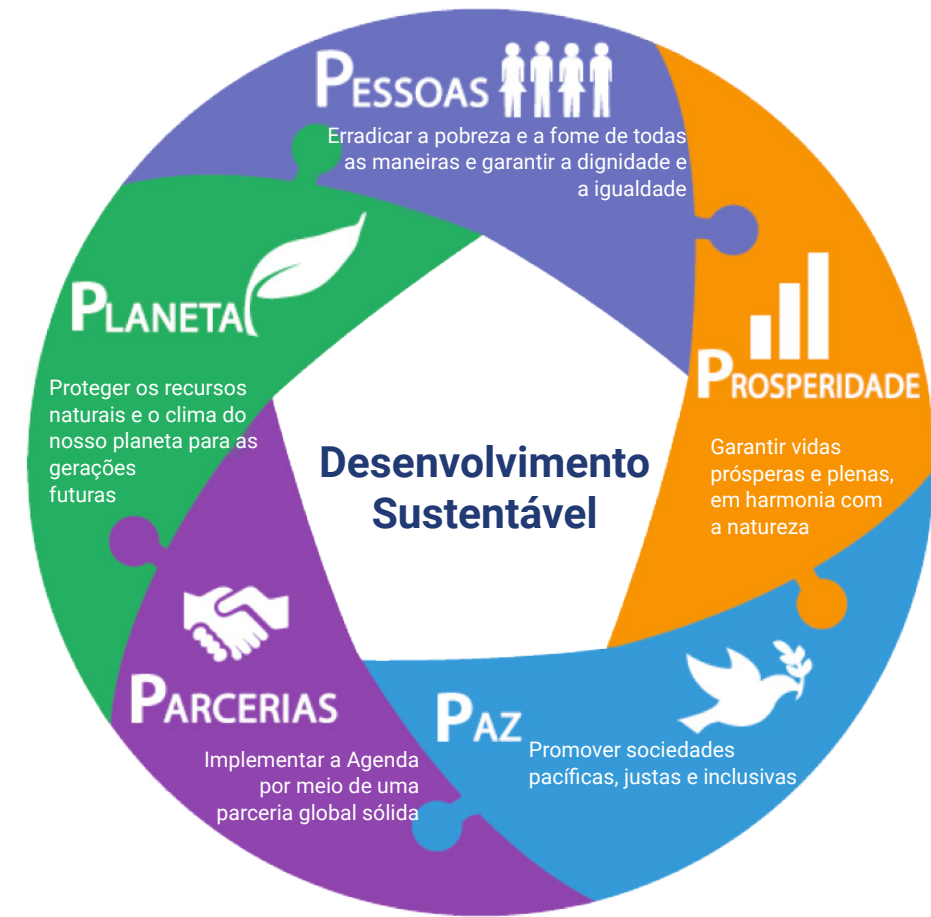 PESSOAS
Erradicar a pobreza e a fome de todas
as maneiras e garantir a dignidade e
a igualdade
PLANETA
Proteger os recursos
naturais e o clima do
nosso planeta para as
gerações
futuras
PROSPERIDADE
Garantir vidas
prósperas e plenas,
em harmonia com
a natureza
Desenvolvimento
Sustentável
PARCERIAS
Implementar a Agenda
por meio de uma
parceria global sólida
PAZ
Promover sociedades
pacíficas, justas e inclusivas